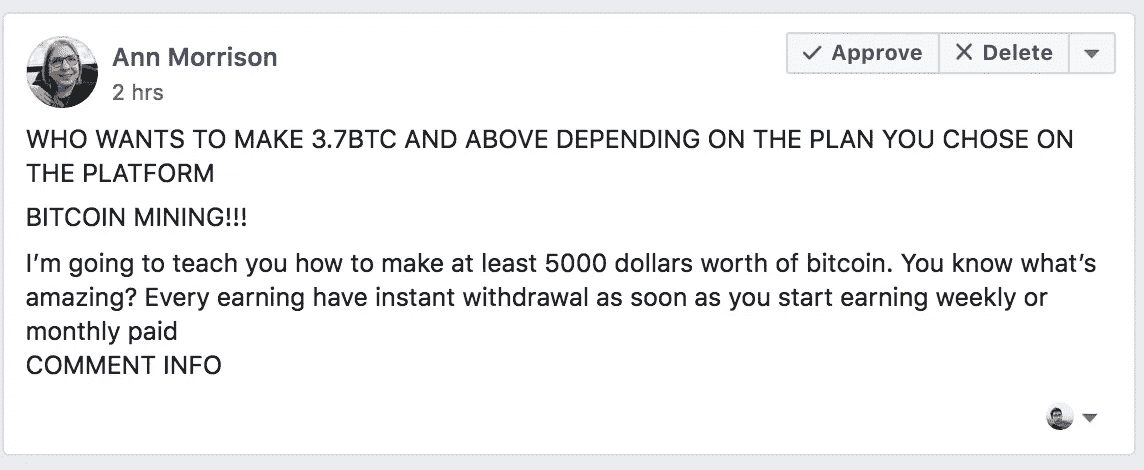 Ann Morrison
2 hrs
Approve
Delete
WHO WANTS TO MAKE 3.7BTC AND ABOVE DEPENDING ON THE PLAN YOU CHOSE ON
THE PLATFORM
BITCOIN MINING!!!
I’m going to teach you how to make at least 5000 dollars worth of bitcoin. You know what’s
amazing? Every earning have instant withdrawal as soon as you start earning weekly or
monthly paid
COMMENT INFO